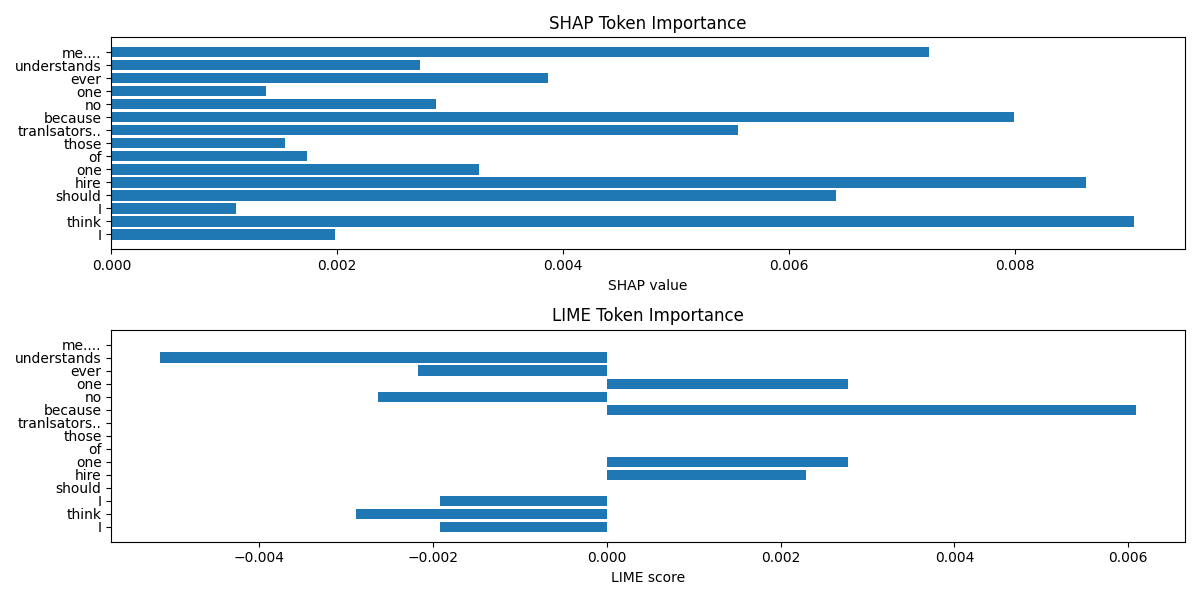 SHAP Token Importance
me....
understands
ever
one
no
because
tranlsators..
those
of
one
hire
should
I
think
I
0.000 0.002 0.004 0.006 0.008
SHAP value
LIME Token Importance
me....
understands
ever
one
no
because
tranlsators..
those
of
one
hire
should
I
think
I
−0.004 −0.002 0.000 0.002 0.004 0.006
LIME score